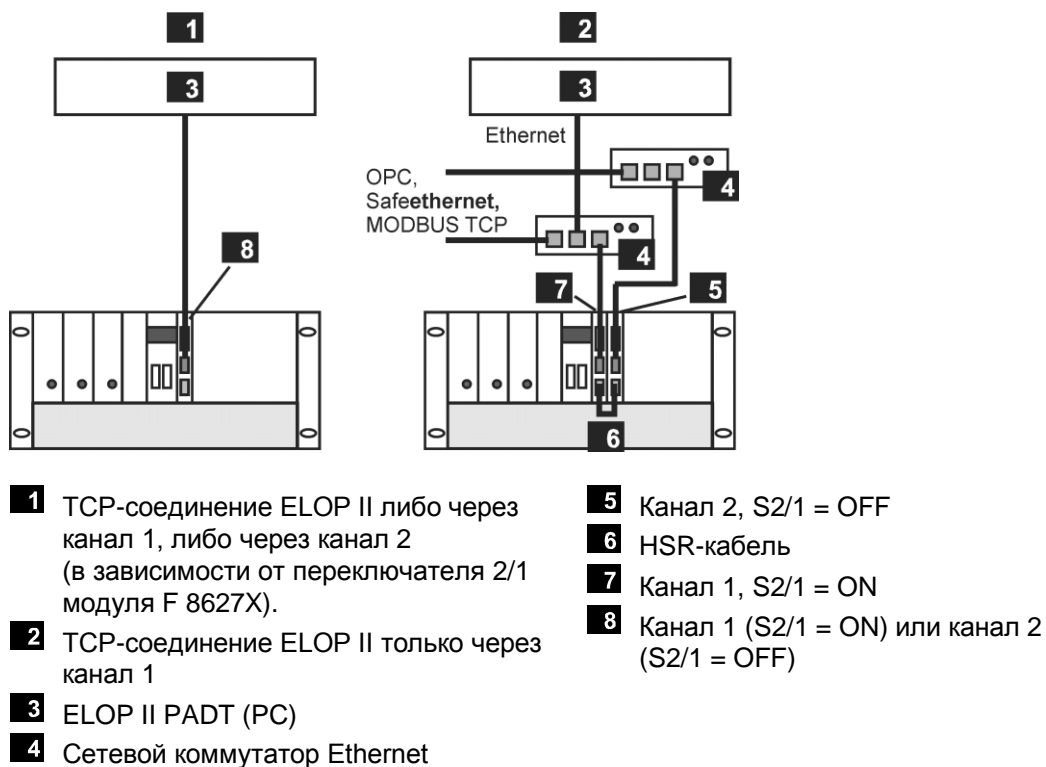 1
2
3
3
Ethernet
4
OPC,
Safeethernet,
MODBUS TCP
4
8
7
5
6
1 TCP-соединение ELOP II либо через
канал 1, либо через канал 2
(в зависимости от переключателя 2/1
модуля F 8627X).
2 TCP-соединение ELOP II только через
канал 1
3 ELOP II PADT (PC)
4 Сетевой коммутатор Ethernet
5 Канал 2, S2/1 = OFF
6 HSR-кабель
7 Канал 1, S2/1 = ON
8 Канал 1 (S2/1 = ON) или канал 2
(S2/1 = OFF)